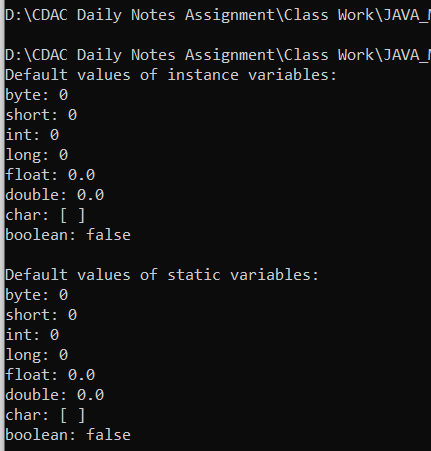 D:\CDAC Daily Notes Assignment\Class Work\JAVA_
D:\CDAC Daily Notes Assignment\Class Work\JAVA_
Default values of instance variables:
byte: 0
short: 0
int: 0
long: 0
float: 0.0
double: 0.0
char: [ ]
boolean: false
Default values of static variables:
byte: 0
short: 0
int: 0
long: 0
float: 0.0
double: 0.0
char: [ ]
boolean: false